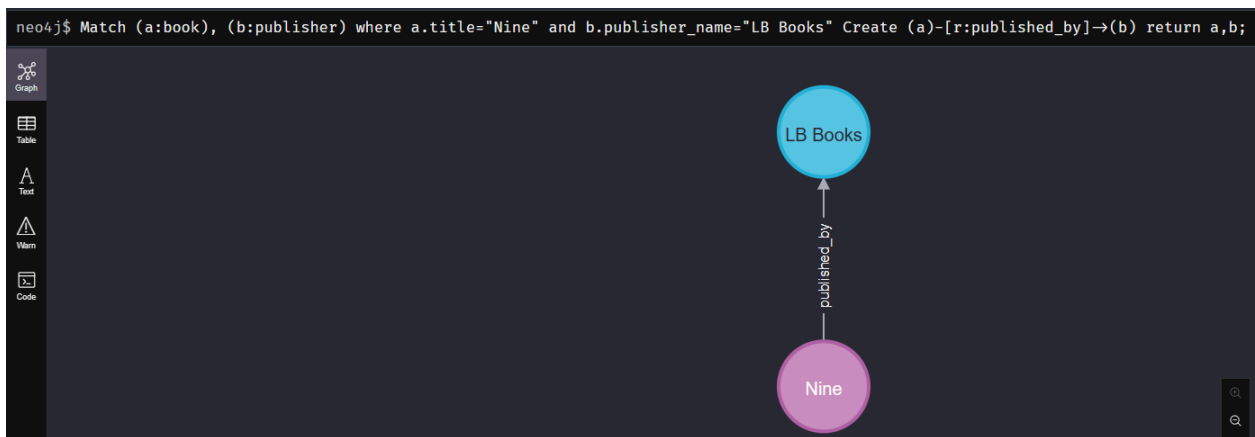 neo4j$ Match (a:book), (b:publisher) where a.title="Nine" and b.publisher_name="LB Books" Create (a)-[r:published_by]→(b) return a,b;
Graph
Table
Text
Warn
Code
LB Books
published_by
Nine